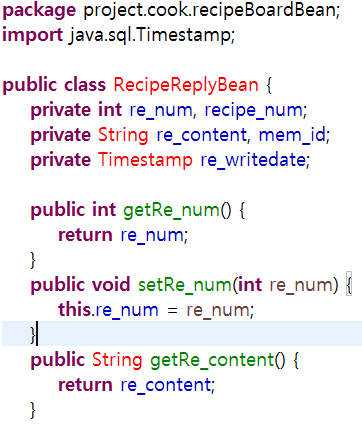 package project.cook.recipeBoardBean;
import java.sql.Timestamp;
public class RecipeReplyBean {
private int re_num, recipe_num;
private String re_content, mem_id;
private Timestamp re_writedate;
public int getRe_num() {
return re_num;
}
public void setRe_num(int re_num) {
this.re_num = re_num;
}
public String getRe_content() {
return re_content;
}